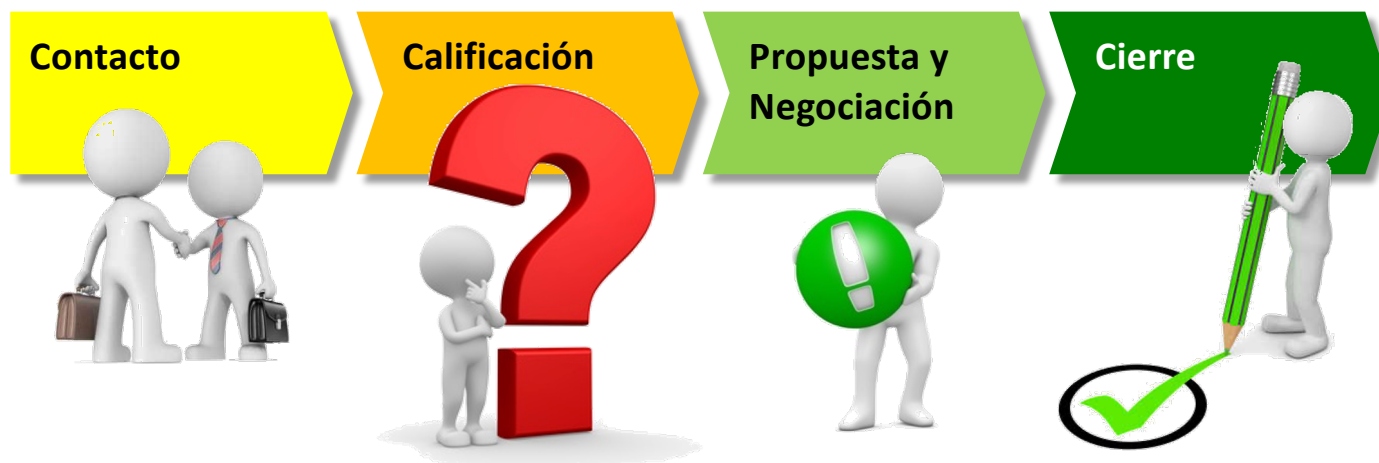 Contacto
Calificación
Propuesta y
Negociación
Cierre